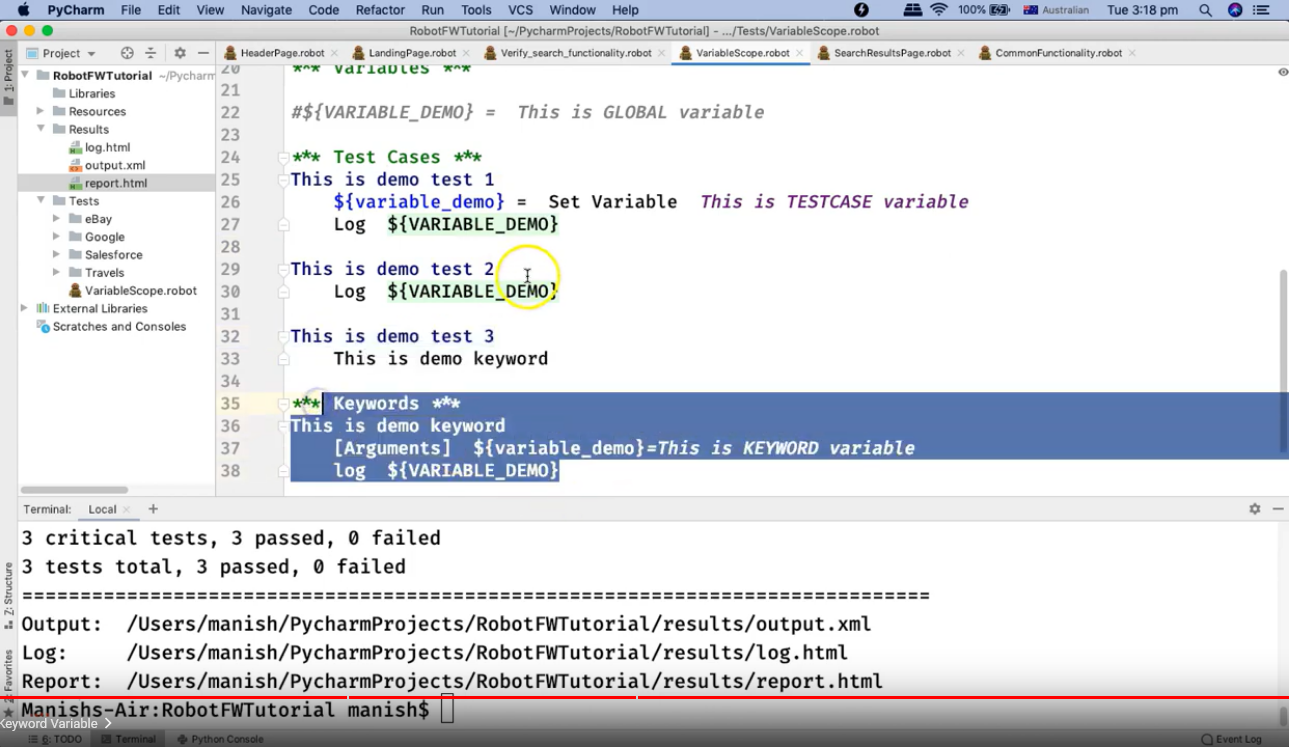 PyCharm File Edit View Navigate Code Refactor Run Tools VCS Window Help 100% Australian Tue 3:18 pm
RobotFWTutorial [~/PycharmProjects/RobotFWTutorial] - .../Tests/VariableScope.robot
1: Project
Project
HeaderPage.robot LandingPage.robot Verify_search_functionality.robot VariableScope.robot SearchResultsPage.robot CommonFunctionality.robot
RobotFWTutorial ~/Pycharm
Libraries
Resources
Results
log.html
output.xml
report.html
Tests
eBay
Google
Salesforce
Travels
VariableScope.robot
External Libraries
Scratches and Consoles
20 *** Variables ***
21
22 #${VARIABLE_DEMO} =  This is GLOBAL variable
23
24 *** Test Cases ***
25 This is demo test 1
26     ${variable_demo} =  Set Variable  This is TESTCASE variable
27     Log  ${VARIABLE_DEMO}
28
29 This is demo test 2
30     Log  ${VARIABLE_DEMO}
31
32 This is demo test 3
33     This is demo keyword
34
35 *** Keywords ***
36 This is demo keyword
37     [Arguments]  ${variable_demo}=This is KEYWORD variable
38     log  ${VARIABLE_DEMO}
Terminal: Local +
3 critical tests, 3 passed, 0 failed
3 tests total, 3 passed, 0 failed
==============================================================================
Output:  /Users/manish/PycharmProjects/RobotFWTutorial/results/output.xml
Log:     /Users/manish/PycharmProjects/RobotFWTutorial/results/log.html
Report:  /Users/manish/PycharmProjects/RobotFWTutorial/results/report.html
Manishs-Air:RobotFWTutorial manish$
Z: Structure
2: Favorites
Keyword Variable
6: TODO Terminal Python Console Event Log